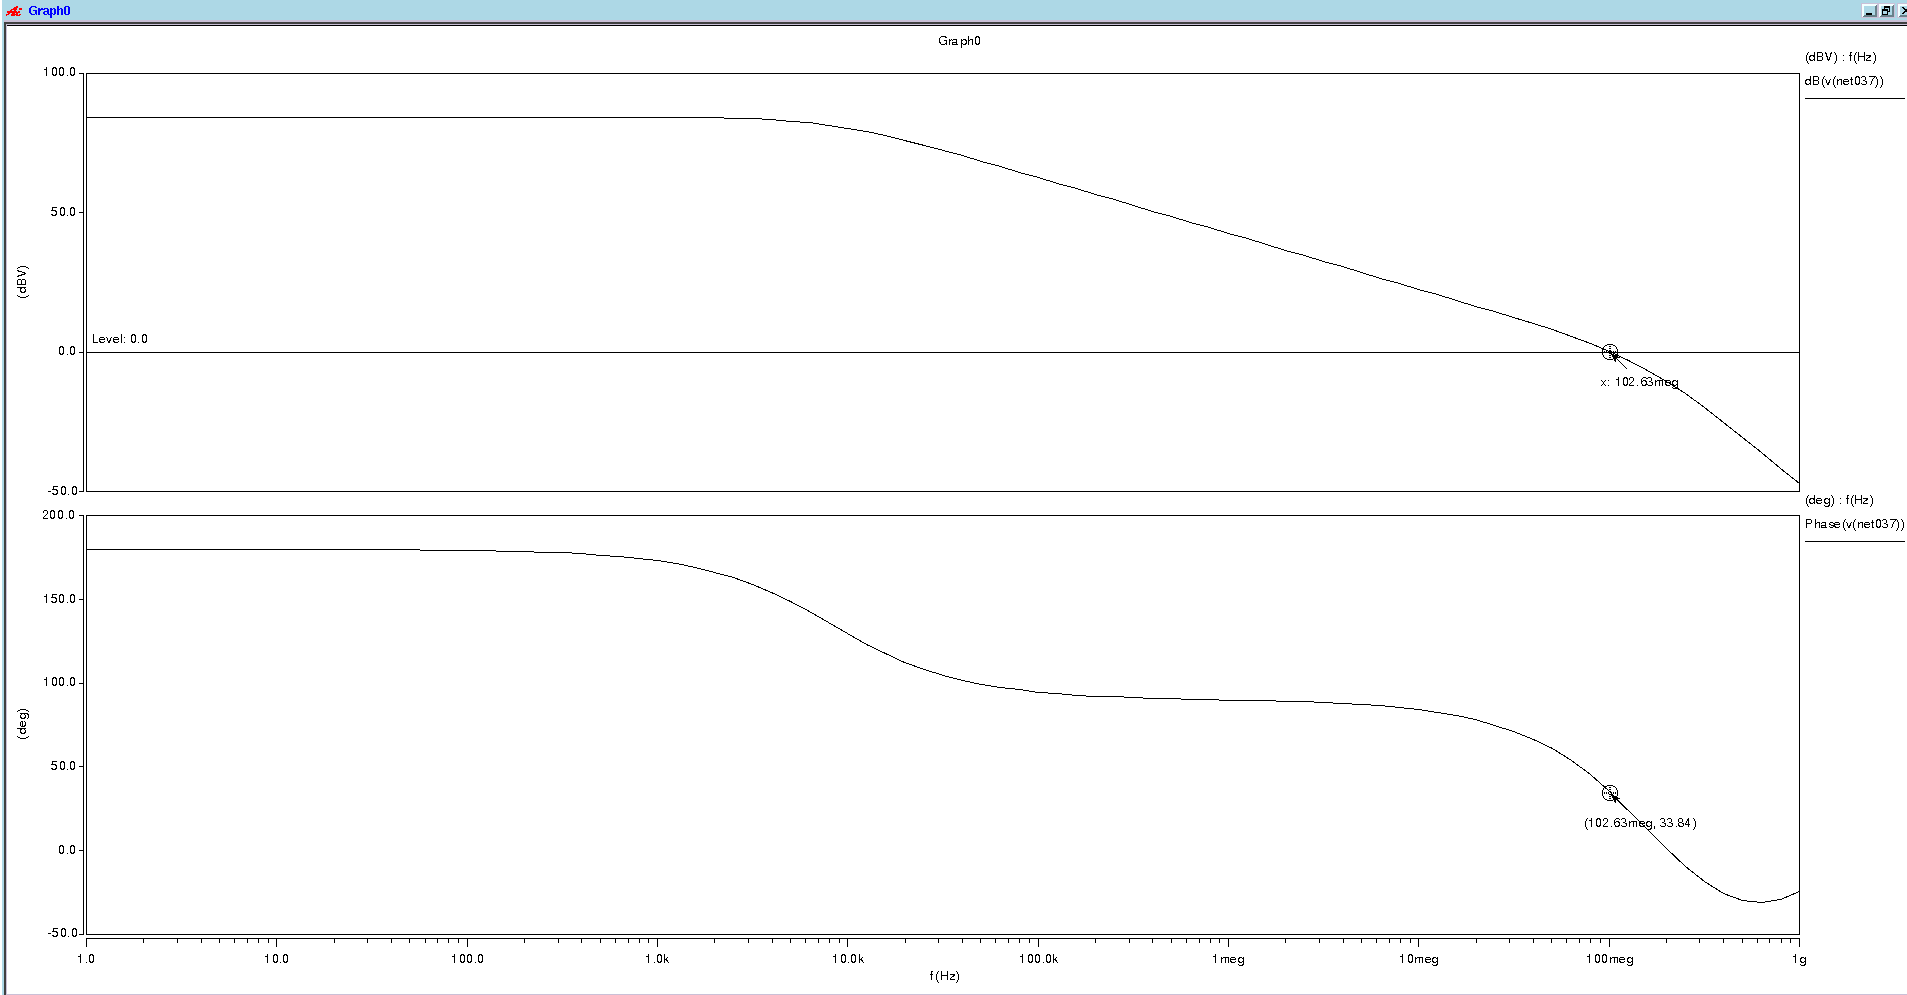 Graph0
Graph0
(dBV) : f(Hz)
dB(v(net037))
100.0
50.0
(dBV)
Level: 0.0
0.0
x: 102.63meg
-50.0
(deg) : f(Hz)
Phase(v(net037))
200.0
150.0
100.0
(deg)
50.0
(102.63meg, 33.84)
0.0
-50.0
1.0 10.0 100.0 1.0k 10.0k 100.0k 1meg 10meg 100meg 1g
f(Hz)